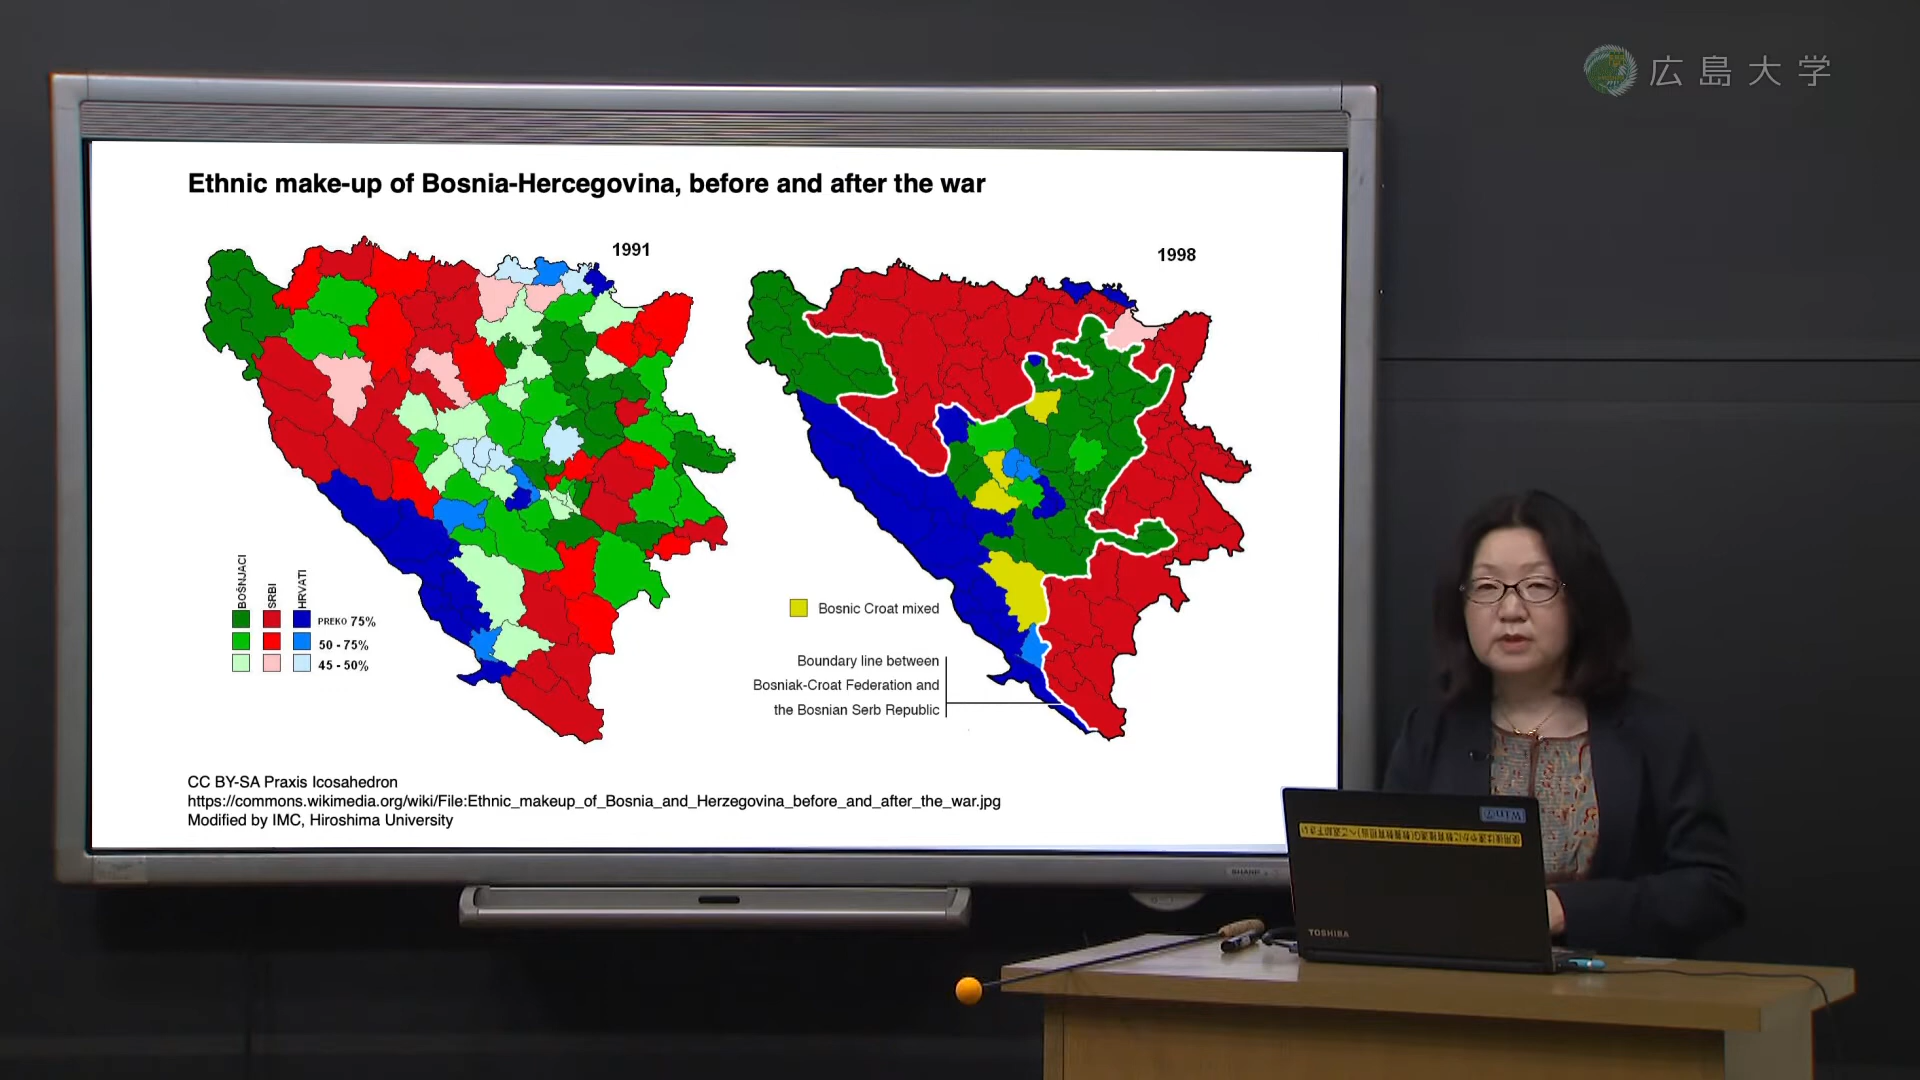 広島大学
Ethnic make-up of Bosnia-Hercegovina, before and after the war
1991
1998
BOŠNJACI
SRBI
HRVATI
PREKO 75%
50 - 75%
45 - 50%
Bosnic Croat mixed
Boundary line between
Bosniak-Croat Federation and
the Bosnian Serb Republic
CC BY-SA Praxis Icosahedron
https://commons.wikimedia.org/wiki/File:Ethnic_makeup_of_Bosnia_and_Herzegovina_before_and_after_the_war.jpg
Modified by IMC, Hiroshima University
SHARP
Win⑦
TOSHIBA